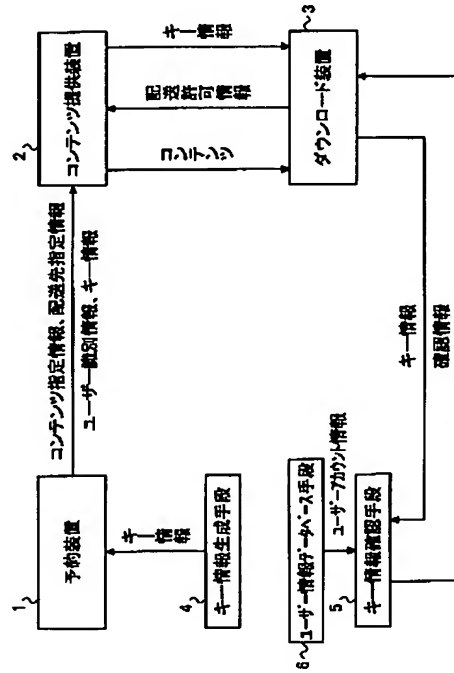 1
予約装置
コンテンツ指定情報、配送先指定情報
ユーザー識別情報、キー情報
2
コンテンツ提供装置
キー情報
4
キー情報生成手段
コンテンツ
配送許可情報
キー情報
6
ユーザー情報データベース手段
ユーザーアカウント情報
5
キー情報確認手段
3
ダウンロード装置
キー情報
確認情報